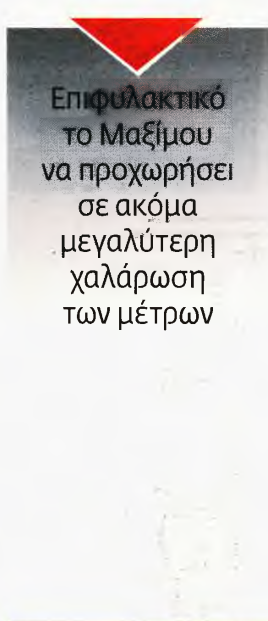 Επιφυλακτικό
το Μαξίμου
να προχωρήσει
σε ακόμα
μεγαλύτερη
χαλάρωση
των μέτρων